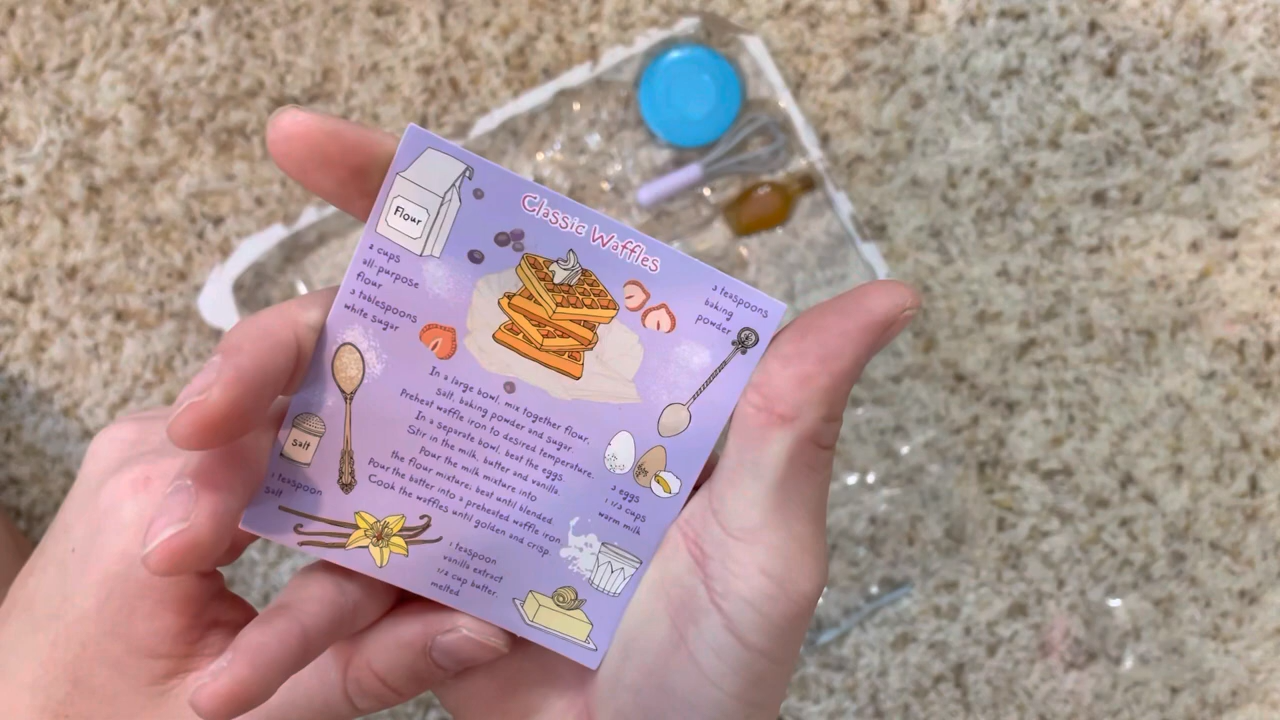 Classic Waffles
Flour
2 cups
all-purpose
flour
3 tablespoons
white sugar
3 teaspoons
baking
powder
In a large bowl, mix together flour,
salt, baking powder and sugar.
Preheat waffle iron to desired temperature.
In a separate bowl, beat the eggs.
Stir in the milk, butter and vanilla.
Pour the milk mixture into
the flour mixture; beat until blended.
Pour the batter into a preheated waffle iron.
Cook the waffles until golden and crisp.
salt
1 teaspoon
salt
2 eggs
1 1/2 cups
warm milk
1 teaspoon
vanilla extract
1/2 cup butter,
melted